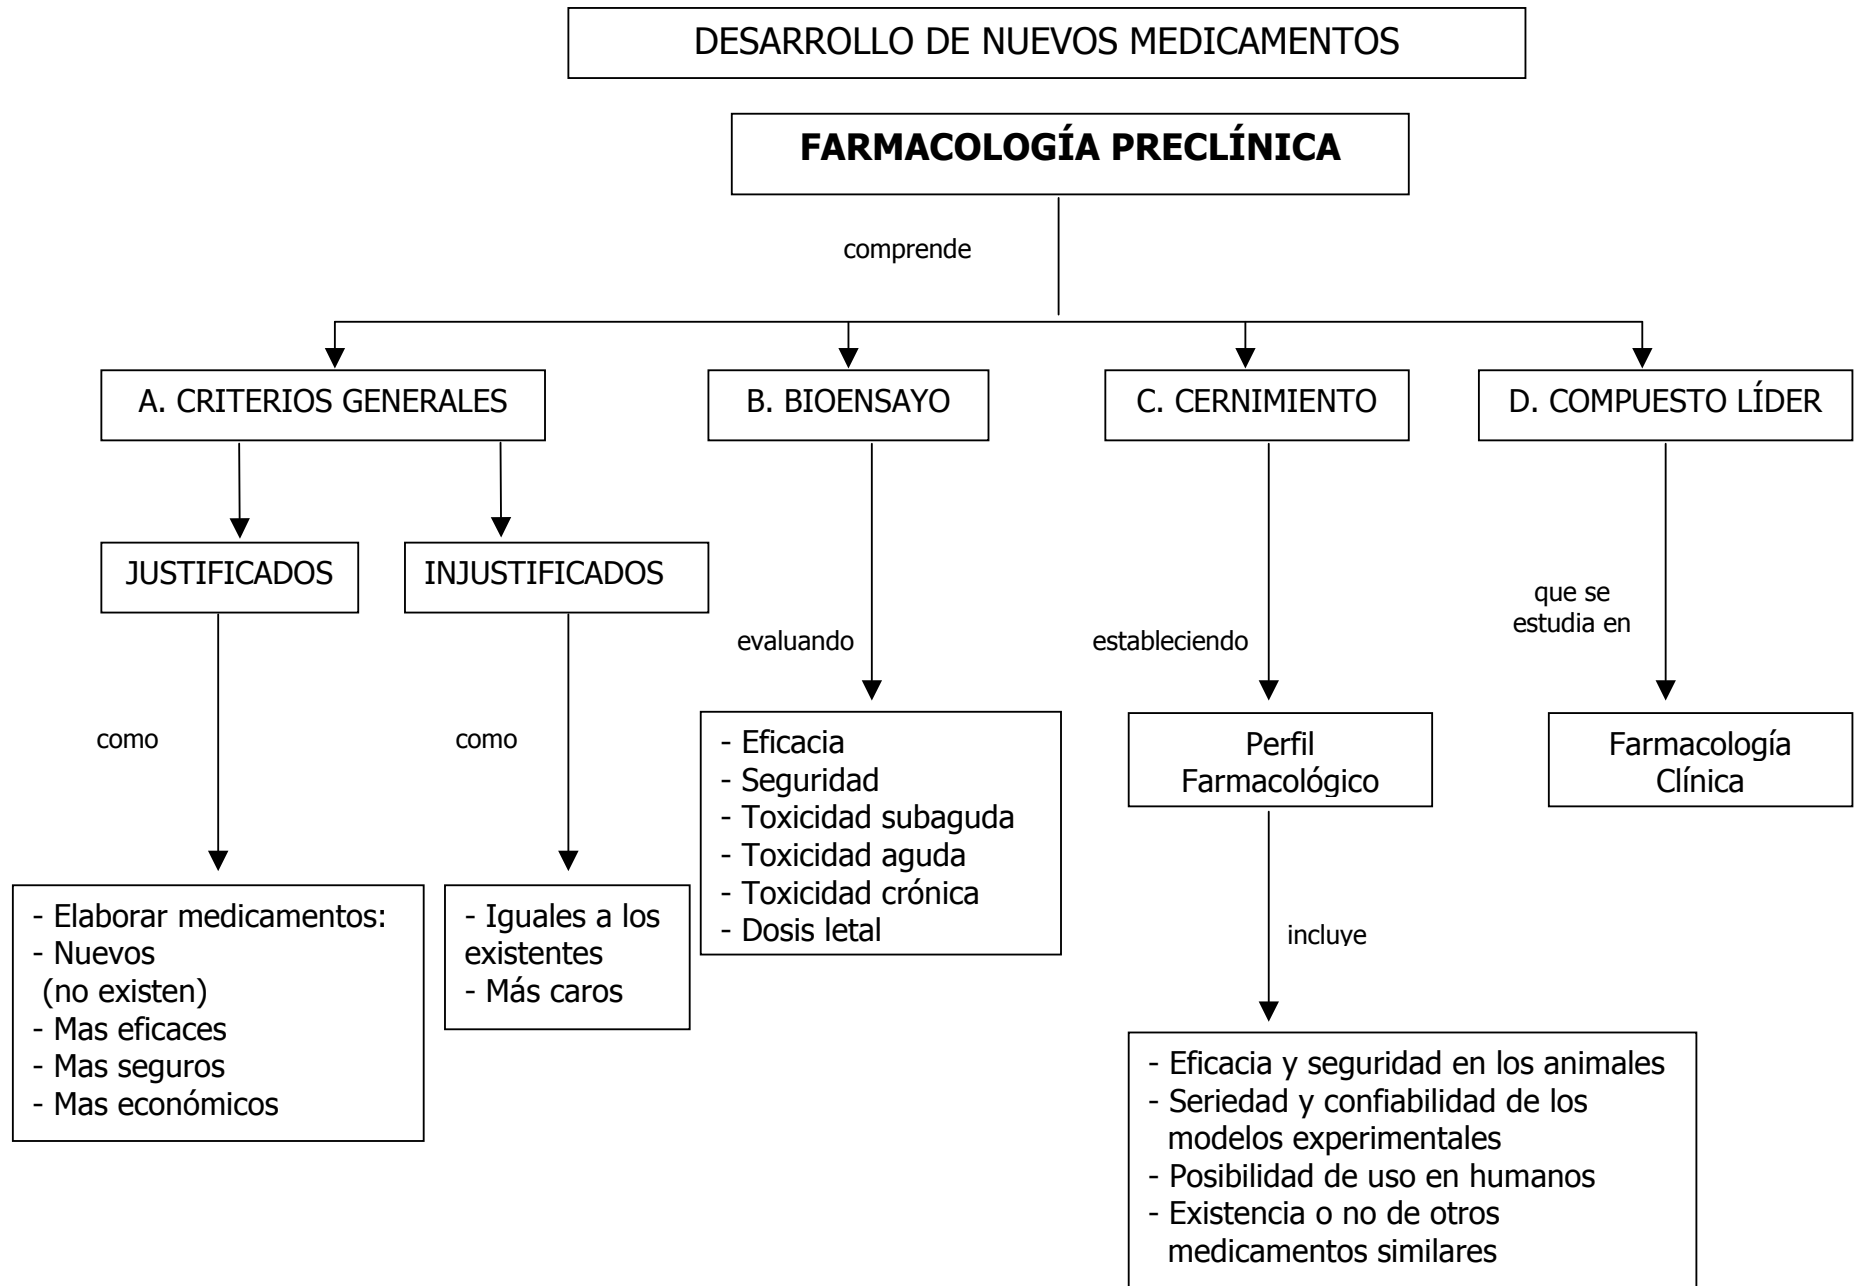 DESARROLLO DE NUEVOS MEDICAMENTOS
FARMACOLOGÍA PRECLÍNICA
comprende
A. CRITERIOS GENERALES
B. BIOENSAYO
C. CERNIMIENTO
D. COMPUESTO LÍDER
JUSTIFICADOS
INJUSTIFICADOS
evaluando
estableciendo
que se
estudia en
como
como
- Eficacia
- Seguridad
- Toxicidad subaguda
- Toxicidad aguda
- Toxicidad crónica
- Dosis letal
Perfil
Farmacológico
Farmacología
Clínica
- Elaborar medicamentos:
- Nuevos
(no existen)
- Mas eficaces
- Mas seguros
- Mas económicos
- Iguales a los
existentes
- Más caros
incluye
- Eficacia y seguridad en los animales
- Seriedad y confiabilidad de los
modelos experimentales
- Posibilidad de uso en humanos
- Existencia o no de otros
medicamentos similares